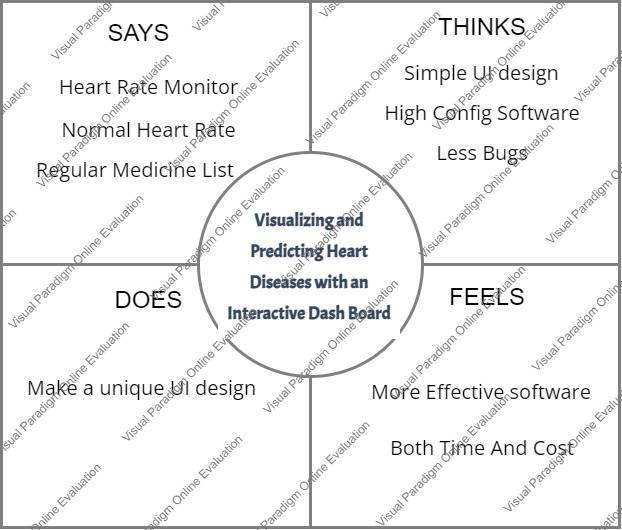 SAYS
Heart Rate Monitor
Normal Heart Rate
Regular Medicine List
THINKS
Simple UI design
High Config Software
Less Bugs
Visualizing and
Predicting Heart
Diseases with an
Interactive Dash Board
DOES
Make a unique UI design
FEELS
More Effective software
Both Time And Cost
Visual Paradigm Online Evaluation